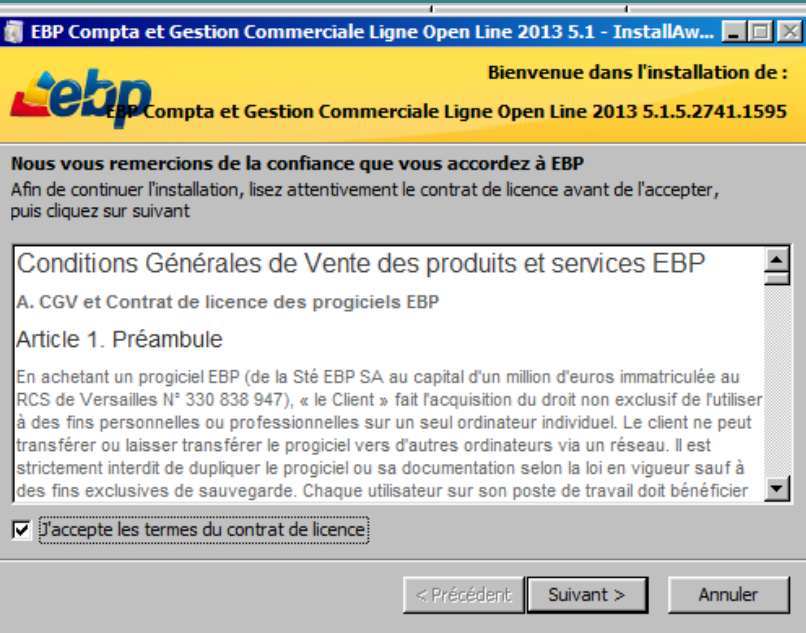 EBP Compta et Gestion Commerciale Ligne Open Line 2013 5.1 - InstallAw...
ebp
Bienvenue dans l'installation de :
EBP Compta et Gestion Commerciale Ligne Open Line 2013 5.1.5.2741.1595
Nous vous remercions de la confiance que vous accordez à EBP
Afin de continuer l'installation, lisez attentivement le contrat de licence avant de l'accepter,
puis cliquez sur suivant
Conditions Générales de Vente des produits et services EBP
A. CGV et Contrat de licence des progiciels EBP
Article 1. Préambule
En achetant un progiciel EBP (de la Sté EBP SA au capital d'un million d'euros immatriculée au
RCS de Versailles N° 330 838 947), « le Client » fait l'acquisition du droit non exclusif de l'utiliser
à des fins personnelles ou professionnelles sur un seul ordinateur individuel. Le client ne peut
transférer ou laisser transférer le progiciel vers d'autres ordinateurs via un réseau. Il est
strictement interdit de dupliquer le progiciel ou sa documentation selon la loi en vigueur sauf à
des fins exclusives de sauvegarde. Chaque utilisateur sur son poste de travail doit bénéficier
J'accepte les termes du contrat de licence
< Précédent Suivant > Annuler